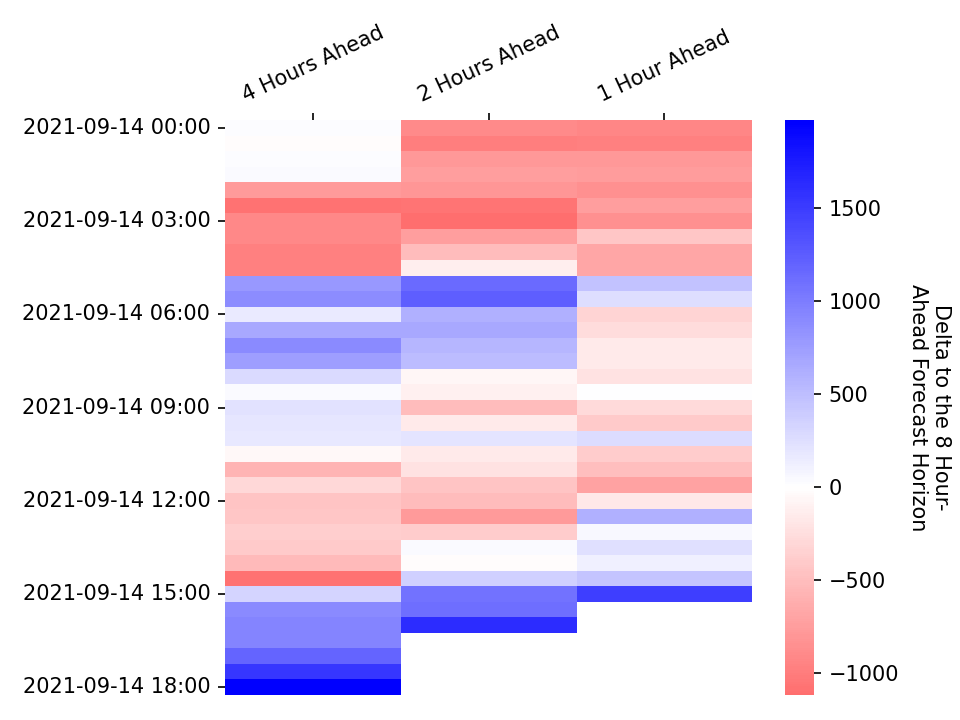 4 Hours Ahead
2 Hours Ahead
1 Hour Ahead
2021-09-14 00:00
2021-09-14 03:00
2021-09-14 06:00
2021-09-14 09:00
2021-09-14 12:00
2021-09-14 15:00
2021-09-14 18:00
1500
1000
500
0
−500
−1000
Delta to the 8 Hour-
Ahead Forecast Horizon